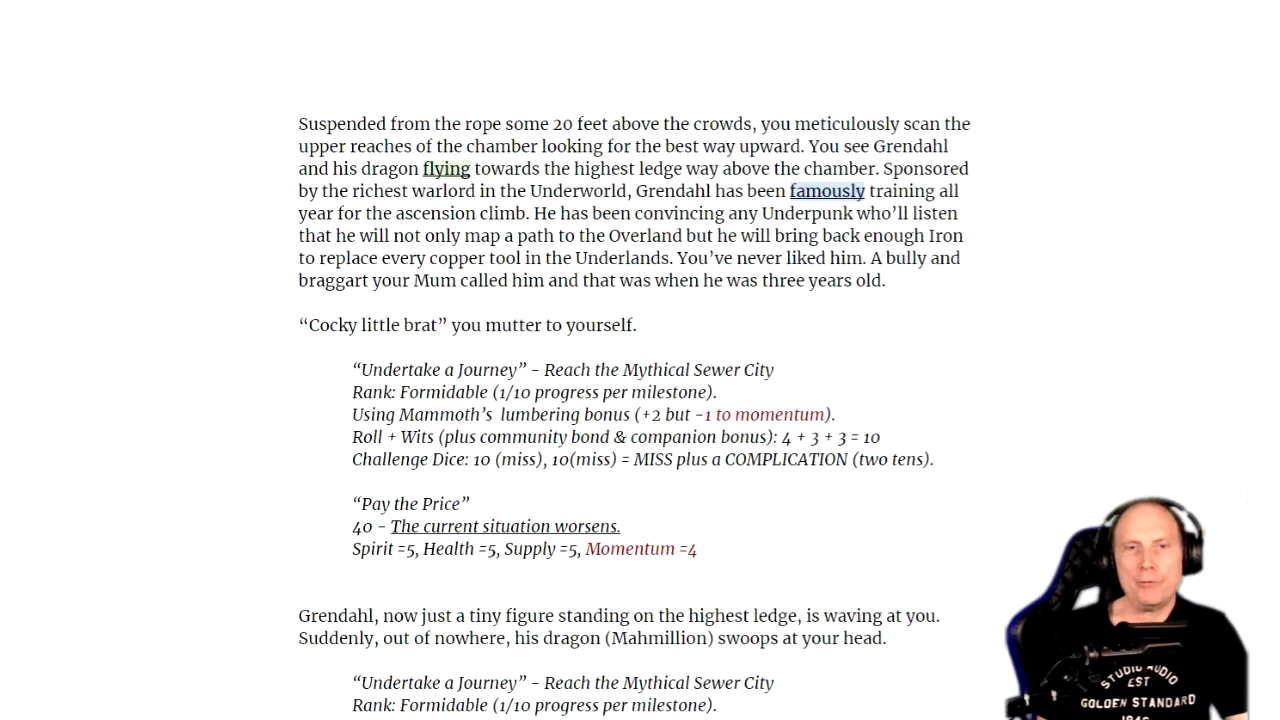 Suspended from the rope some 20 feet above the crowds, you meticulously scan the
upper reaches of the chamber looking for the best way upward. You see Grendahl
and his dragon flying towards the highest ledge way above the chamber. Sponsored
by the richest warlord in the Underworld, Grendahl has been famously training all
year for the ascension climb. He has been convincing any Underpunk who’ll listen
that he will not only map a path to the Overland but he will bring back enough Iron
to replace every copper tool in the Underlands. You’ve never liked him. A bully and
braggart your Mum called him and that was when he was three years old.
“Cocky little brat” you mutter to yourself.
“Undertake a Journey” - Reach the Mythical Sewer City
Rank: Formidable (1/10 progress per milestone).
Using Mammoth’s lumbering bonus (+2 but -1 to momentum).
Roll + Wits (plus community bond & companion bonus): 4 + 3 + 3 = 10
Challenge Dice: 10 (miss), 10(miss) = MISS plus a COMPLICATION (two tens).
“Pay the Price”
40 - The current situation worsens.
Spirit =5, Health =5, Supply =5, Momentum =4
Grendahl, now just a tiny figure standing on the highest ledge, is waving at you.
Suddenly, out of nowhere, his dragon (Mahmillion) swoops at your head.
“Undertake a Journey” - Reach the Mythical Sewer City
Rank: Formidable (1/10 progress per milestone).
STUDIO AUDIO
EST
GOLDEN STANDARD